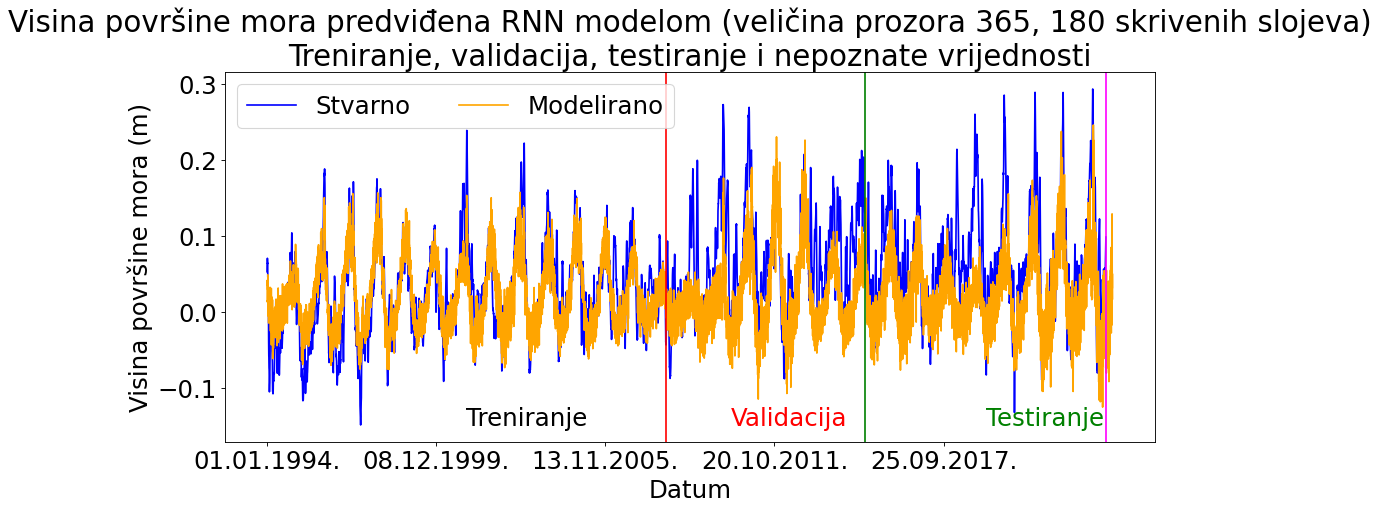 Visina površine mora predviđena RNN modelom (veličina prozora 365, 180 skrivenih slojeva)
Treniranje, validacija, testiranje i nepoznate vrijednosti
Stvarno Modelirano
Visina površine mora (m)
0.3
0.2
0.1
0.0
−0.1
Treniranje Validacija Testiranje
01.01.1994. 08.12.1999. 13.11.2005. 20.10.2011. 25.09.2017.
Datum